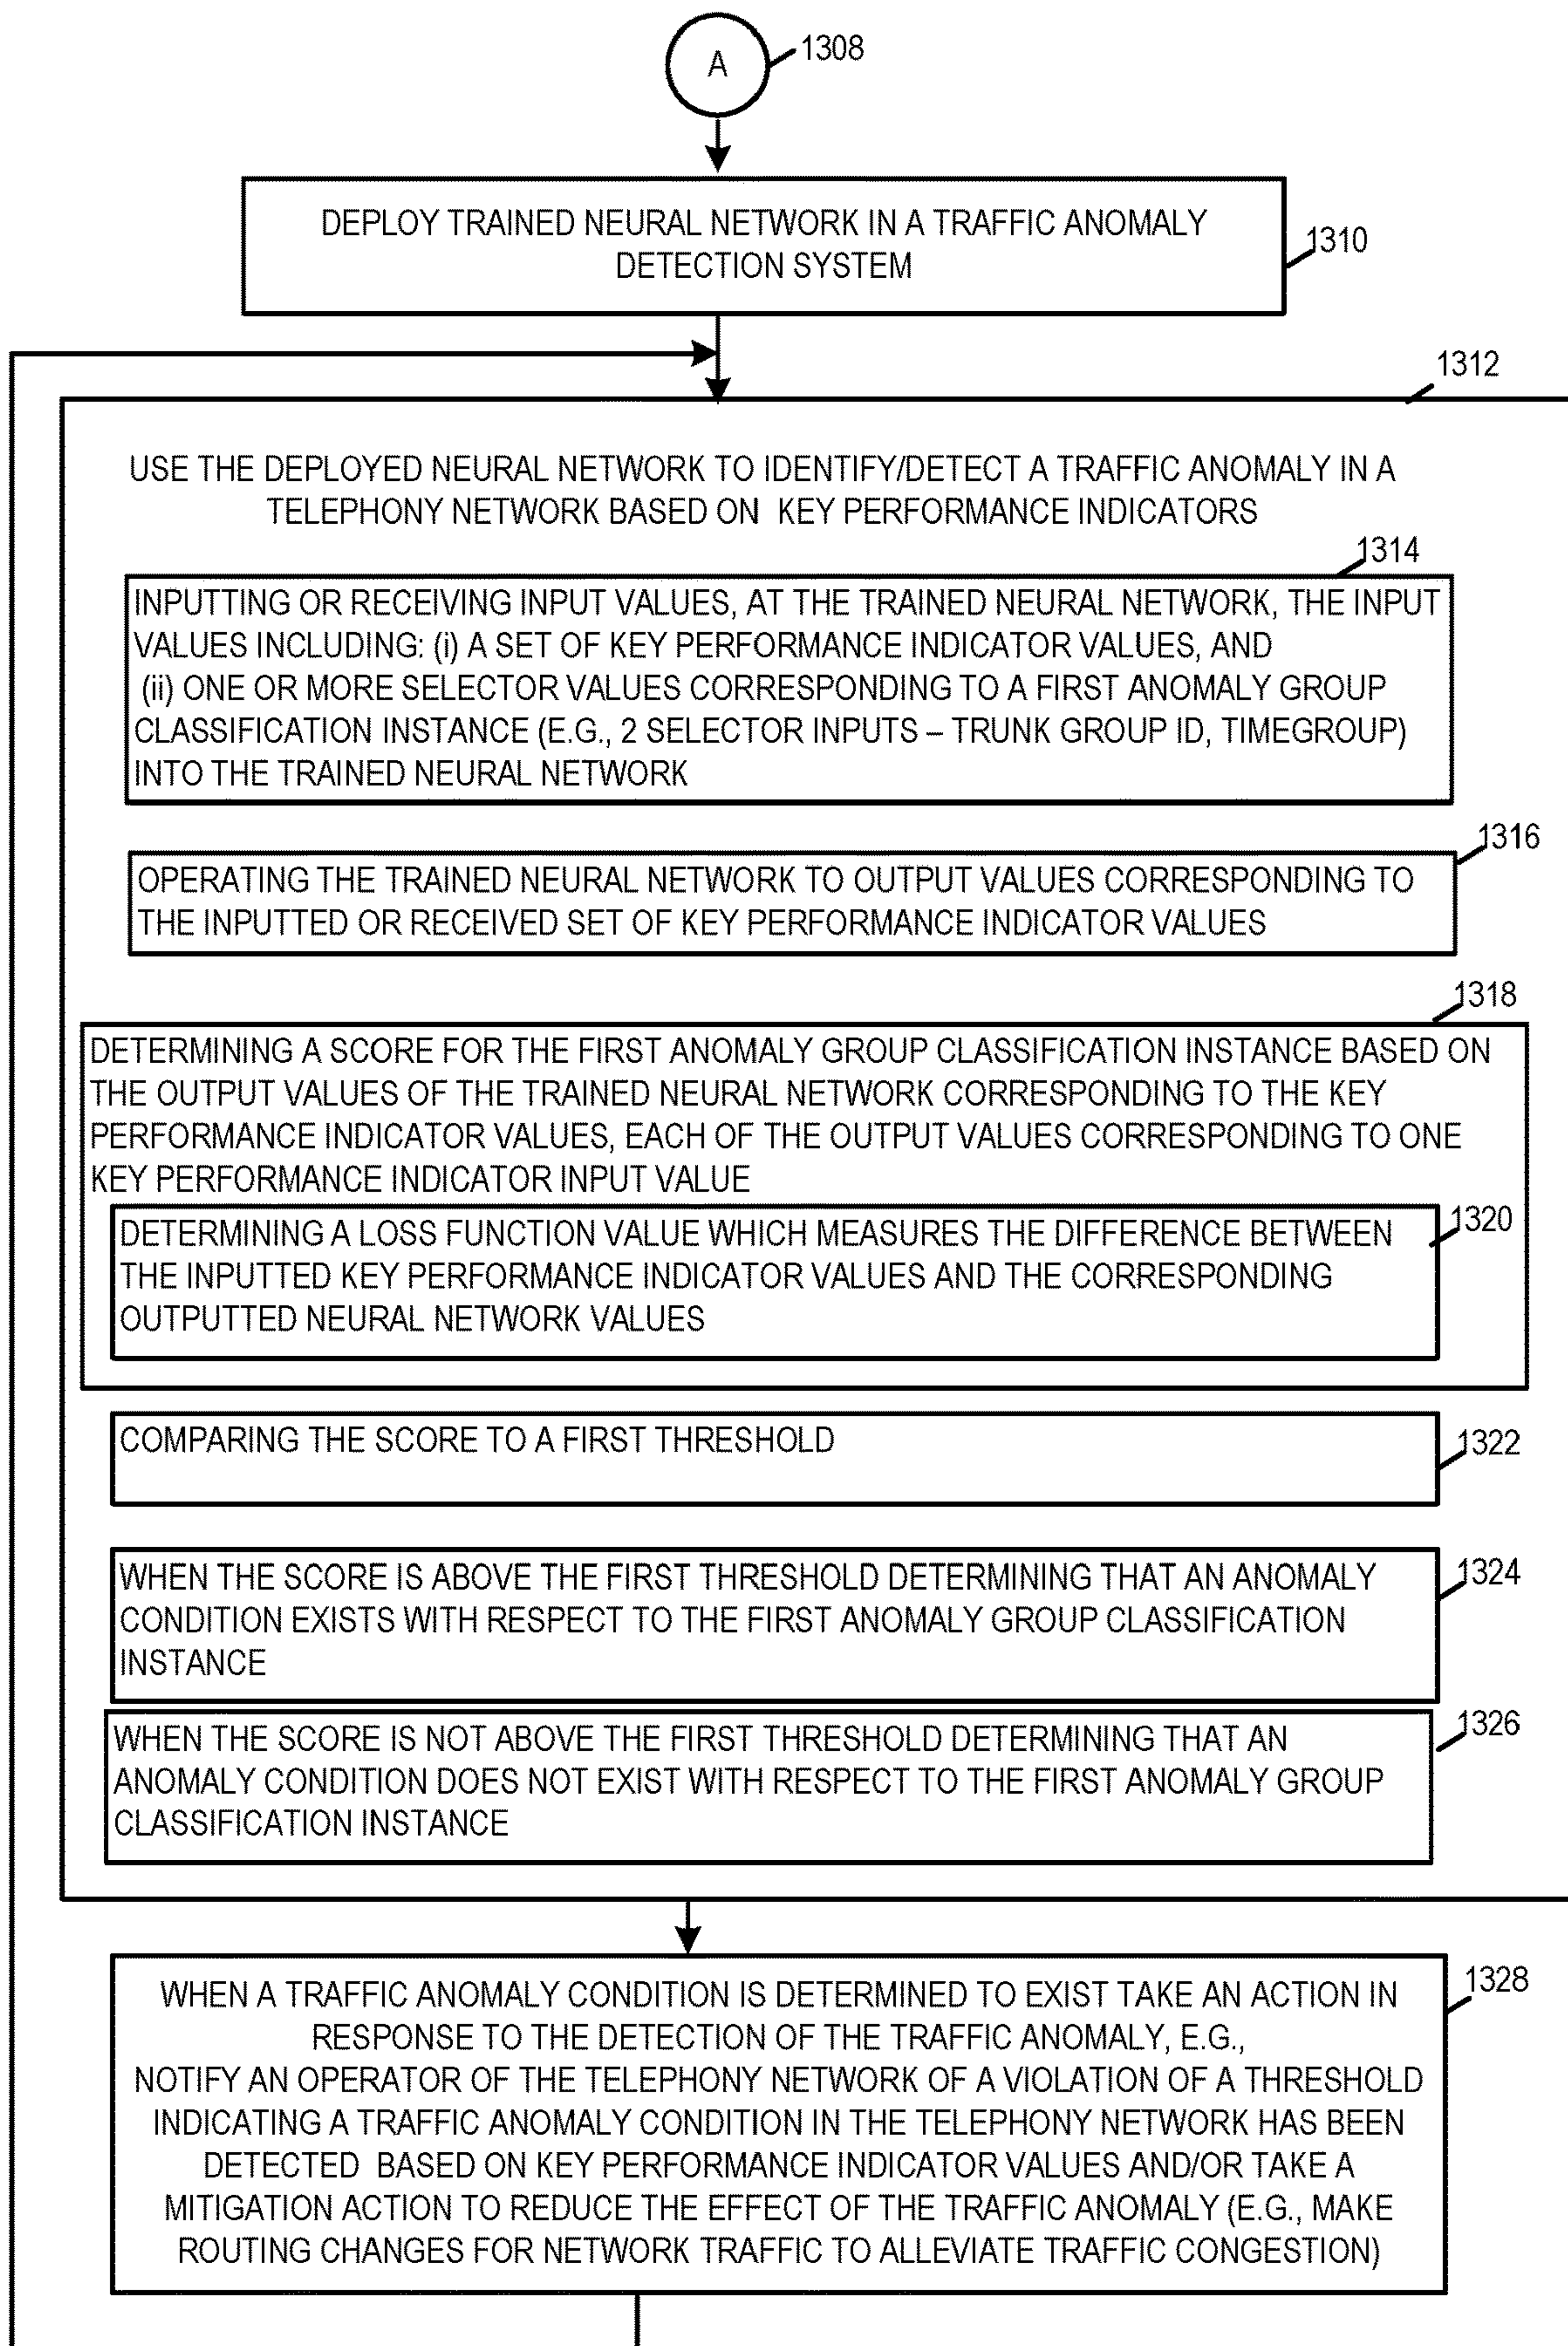 A
1308
DEPLOY TRAINED NEURAL NETWORK IN A TRAFFIC ANOMALY
DETECTION SYSTEM
1310
1312
USE THE DEPLOYED NEURAL NETWORK TO IDENTIFY/DETECT A TRAFFIC ANOMALY IN A
TELEPHONY NETWORK BASED ON KEY PERFORMANCE INDICATORS
1314
INPUTTING OR RECEIVING INPUT VALUES, AT THE TRAINED NEURAL NETWORK, THE INPUT
VALUES INCLUDING: (i) A SET OF KEY PERFORMANCE INDICATOR VALUES, AND
(ii) ONE OR MORE SELECTOR VALUES CORRESPONDING TO A FIRST ANOMALY GROUP
CLASSIFICATION INSTANCE (E.G., 2 SELECTOR INPUTS – TRUNK GROUP ID, TIMEGROUP)
INTO THE TRAINED NEURAL NETWORK
1316
OPERATING THE TRAINED NEURAL NETWORK TO OUTPUT VALUES CORRESPONDING TO
THE INPUTTED OR RECEIVED SET OF KEY PERFORMANCE INDICATOR VALUES
1318
DETERMINING A SCORE FOR THE FIRST ANOMALY GROUP CLASSIFICATION INSTANCE BASED ON
THE OUTPUT VALUES OF THE TRAINED NEURAL NETWORK CORRESPONDING TO THE KEY
PERFORMANCE INDICATOR VALUES, EACH OF THE OUTPUT VALUES CORRESPONDING TO ONE
KEY PERFORMANCE INDICATOR INPUT VALUE
1320
DETERMINING A LOSS FUNCTION VALUE WHICH MEASURES THE DIFFERENCE BETWEEN
THE INPUTTED KEY PERFORMANCE INDICATOR VALUES AND THE CORRESPONDING
OUTPUTTED NEURAL NETWORK VALUES
COMPARING THE SCORE TO A FIRST THRESHOLD
1322
WHEN THE SCORE IS ABOVE THE FIRST THRESHOLD DETERMINING THAT AN ANOMALY
CONDITION EXISTS WITH RESPECT TO THE FIRST ANOMALY GROUP CLASSIFICATION
INSTANCE
1324
WHEN THE SCORE IS NOT ABOVE THE FIRST THRESHOLD DETERMINING THAT AN
ANOMALY CONDITION DOES NOT EXIST WITH RESPECT TO THE FIRST ANOMALY GROUP
CLASSIFICATION INSTANCE
1326
WHEN A TRAFFIC ANOMALY CONDITION IS DETERMINED TO EXIST TAKE AN ACTION IN
RESPONSE TO THE DETECTION OF THE TRAFFIC ANOMALY, E.G.,
NOTIFY AN OPERATOR OF THE TELEPHONY NETWORK OF A VIOLATION OF A THRESHOLD
INDICATING A TRAFFIC ANOMALY CONDITION IN THE TELEPHONY NETWORK HAS BEEN
DETECTED BASED ON KEY PERFORMANCE INDICATOR VALUES AND/OR TAKE A
MITIGATION ACTION TO REDUCE THE EFFECT OF THE TRAFFIC ANOMALY (E.G., MAKE
ROUTING CHANGES FOR NETWORK TRAFFIC TO ALLEVIATE TRAFFIC CONGESTION)
1328